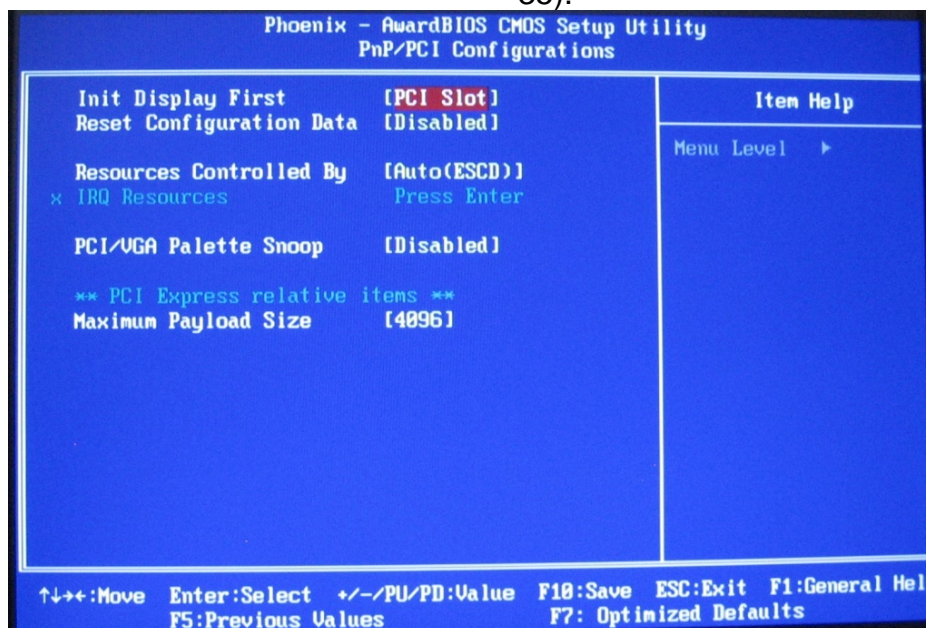 Phoenix - AwardBIOS CMOS Setup Utility
PnP/PCI Configurations
Init Display First [PCI Slot]
Reset Configuration Data [Disabled]
Resources Controlled By [Auto(ESCD)]
x IRQ Resources Press Enter
PCI/VGA Palette Snoop [Disabled]
** PCI Express relative items **
Maximum Payload Size [4096]
Item Help
Menu Level ▶
↑↓→←:Move Enter:Select +/-/PU/PD:Value F10:Save ESC:Exit F1:General Hel
F5:Previous Values F7: Optimized Defaults